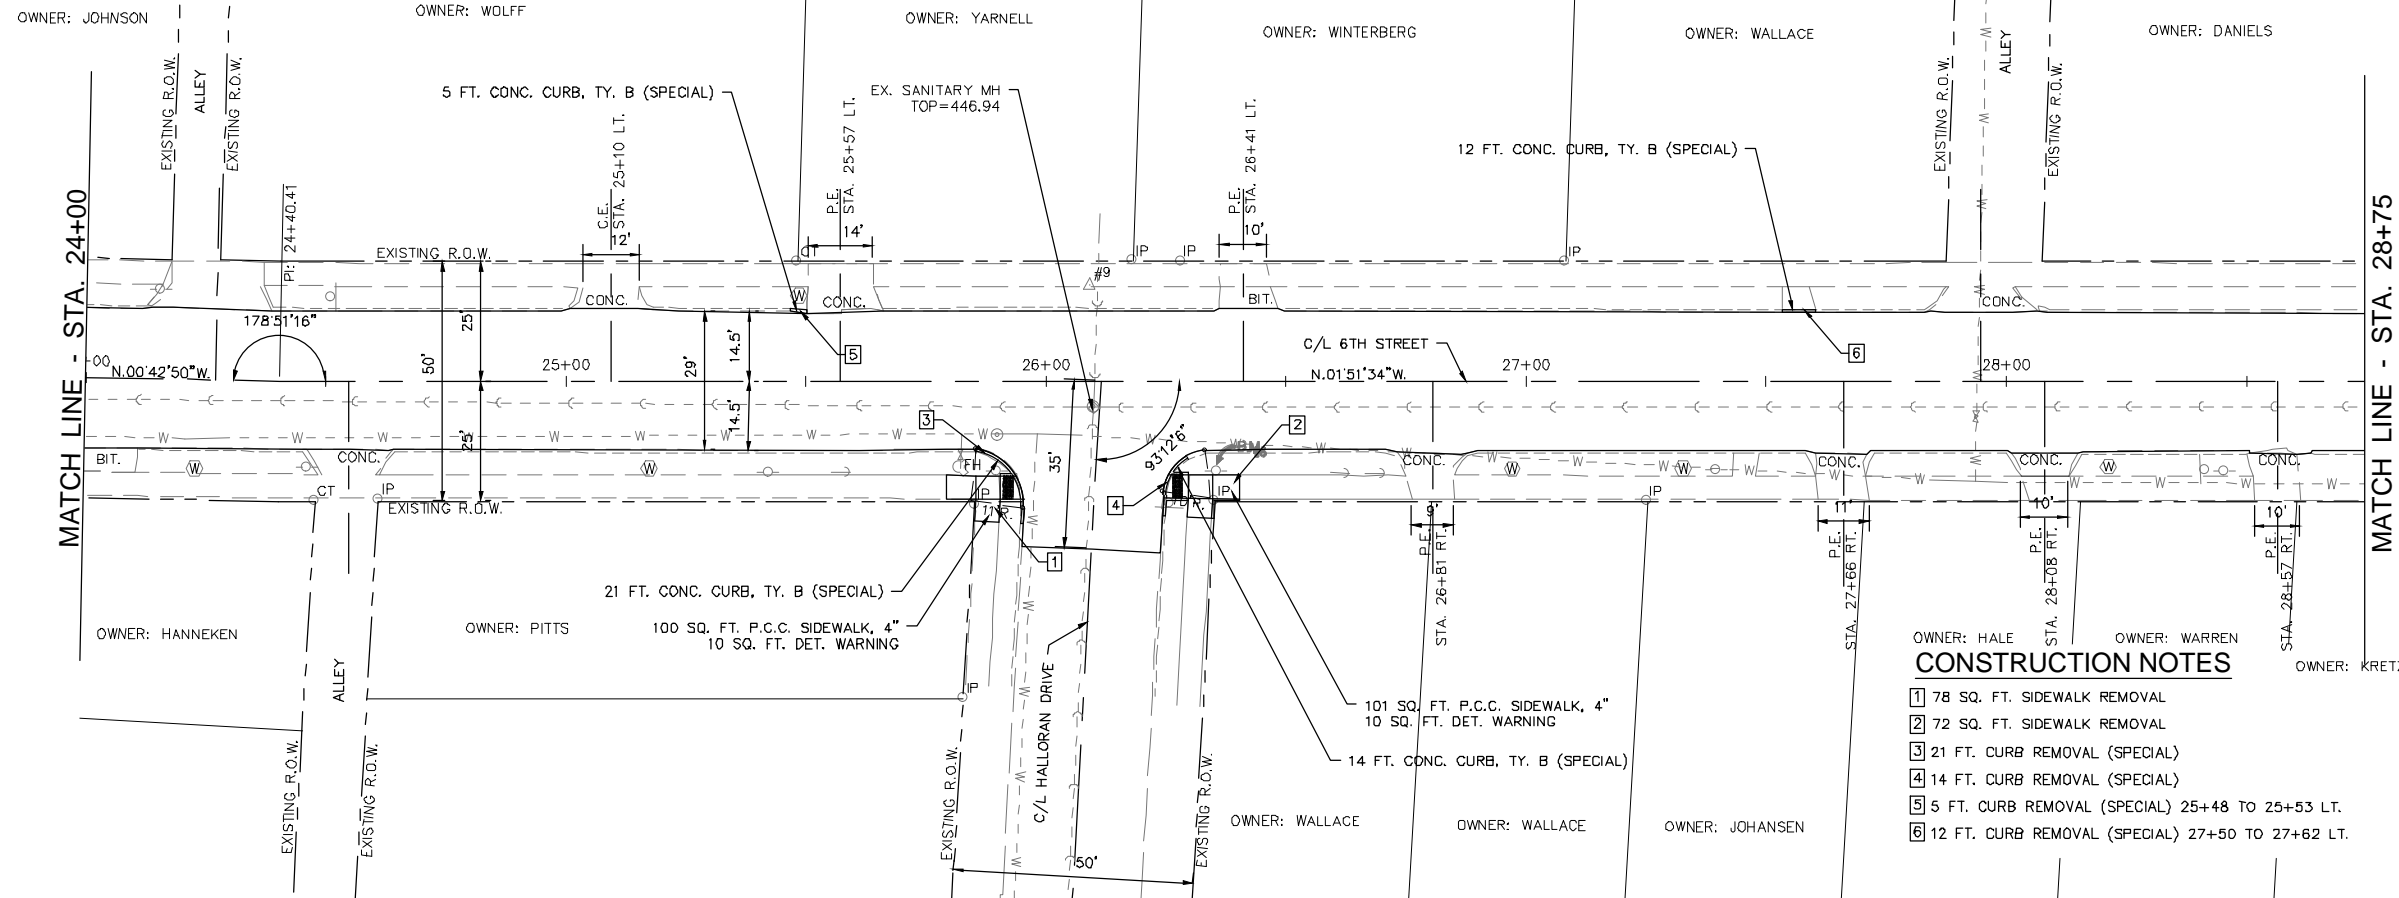 OWNER: JOHNSON
OWNER: WOLFF
OWNER: YARNELL
OWNER: WINTERBERG
OWNER: WALLACE
OWNER: DANIELS
EXISTING R.O.W.
ALLEY
EXISTING R.O.W.
5 FT. CONC. CURB, TY. B (SPECIAL)
EX. SANITARY MH
TOP=446.94
12 FT. CONC. CURB, TY. B (SPECIAL)
EXISTING R.O.W.
ALLEY
EXISTING R.O.W.
MATCH LINE - STA. 24+00
PI: 24+40.41
C.E.
STA. 25+10 LT.
12'
P.E.
STA. 25+57 LT.
14'
P.E.
STA. 26+41 LT.
10'
MATCH LINE - STA. 28+75
EXISTING R.O.W.
IP
IP
IP
#9
CONC.
W
CONC.
BIT.
CONC.
178°51'16"
50'
25'
25'
29'
14.5'
14.5'
5
6
+00
N.00°42'50"W.
25+00
26+00
C/L 6TH STREET
N.01°51'34"W.
27+00
28+00
3
2
35'
93°12'6"
BIT.
W
CONC.
W
FH
CONC.
W
W
CONC.
CONC.
W
CONC.
CT
IP
EXISTING R.O.W.
IP
IP
IP
4
1
9'
P.E.
STA. 26+81 RT.
11'
P.E.
STA. 27+66 RT.
10'
P.E.
STA. 28+08 RT.
10'
P.E.
STA. 28+57 RT.
21 FT. CONC. CURB, TY. B (SPECIAL)
100 SQ. FT. P.C.C. SIDEWALK, 4"
10 SQ. FT. DET. WARNING
OWNER: HANNEKEN
OWNER: PITTS
ALLEY
EXISTING R.O.W.
EXISTING R.O.W.
IP
C/L HALLORAN DRIVE
EXISTING R.O.W.
EXISTING R.O.W.
50'
101 SQ. FT. P.C.C. SIDEWALK, 4"
10 SQ. FT. DET. WARNING
14 FT. CONC. CURB, TY. B (SPECIAL)
OWNER: WALLACE
OWNER: WALLACE
OWNER: JOHANSEN
OWNER: HALE
OWNER: WARREN
CONSTRUCTION NOTES
1 78 SQ. FT. SIDEWALK REMOVAL
2 72 SQ. FT. SIDEWALK REMOVAL
3 21 FT. CURB REMOVAL (SPECIAL)
4 14 FT. CURB REMOVAL (SPECIAL)
5 5 FT. CURB REMOVAL (SPECIAL) 25+48 TO 25+53 LT.
6 12 FT. CURB REMOVAL (SPECIAL) 27+50 TO 27+62 LT.
OWNER: